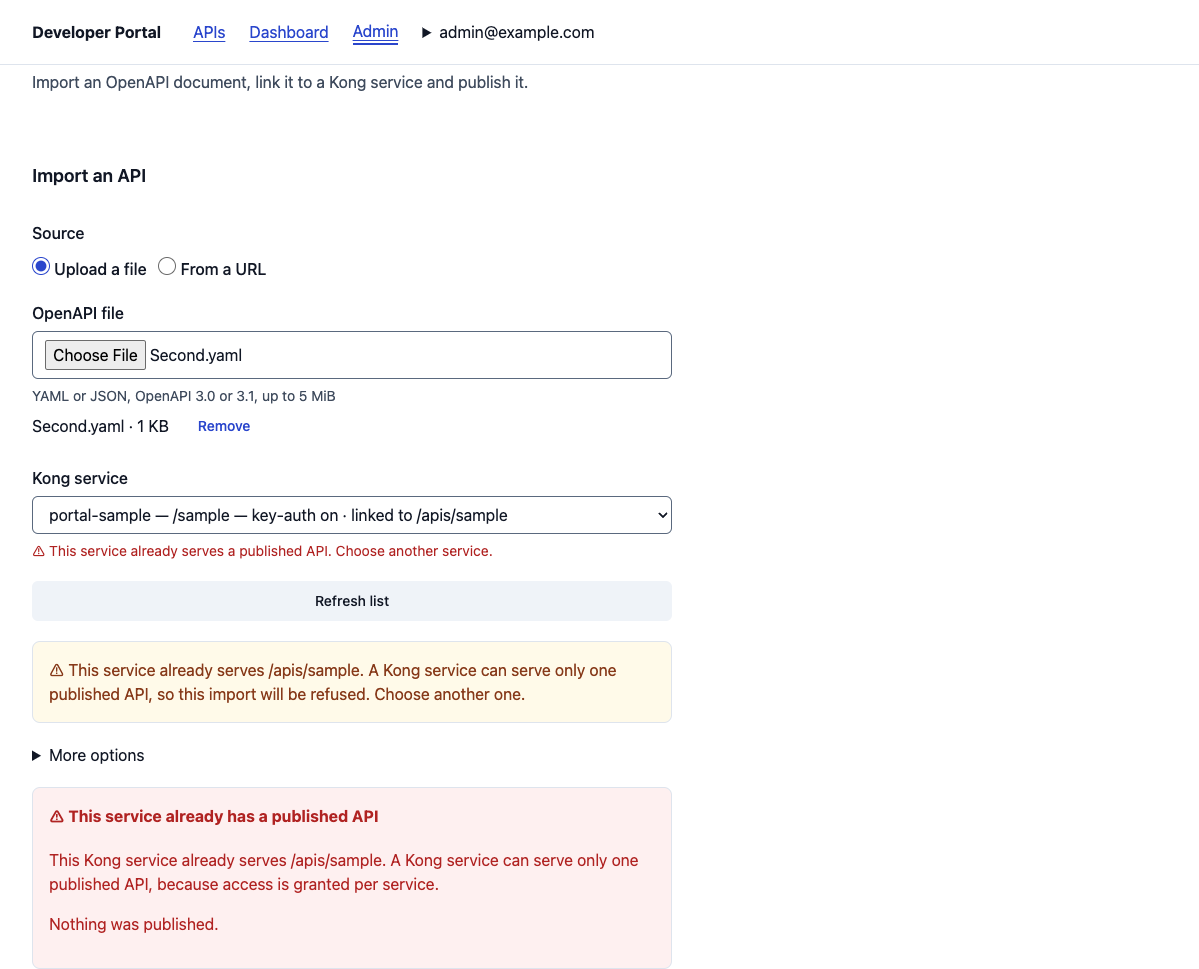 Developer Portal APIs Dashboard Admin ▶ admin@example.com
Import an OpenAPI document, link it to a Kong service and publish it.
Import an API
Source
Upload a file From a URL
OpenAPI file
Choose File Second.yaml
YAML or JSON, OpenAPI 3.0 or 3.1, up to 5 MiB
Second.yaml · 1 KB Remove
Kong service
portal-sample — /sample — key-auth on · linked to /apis/sample
⚠ This service already serves a published API. Choose another service.
Refresh list
⚠ This service already serves /apis/sample. A Kong service can serve only one
published API, so this import will be refused. Choose another one.
▶ More options
⚠ This service already has a published API
This Kong service already serves /apis/sample. A Kong service can serve only one
published API, because access is granted per service.
Nothing was published.